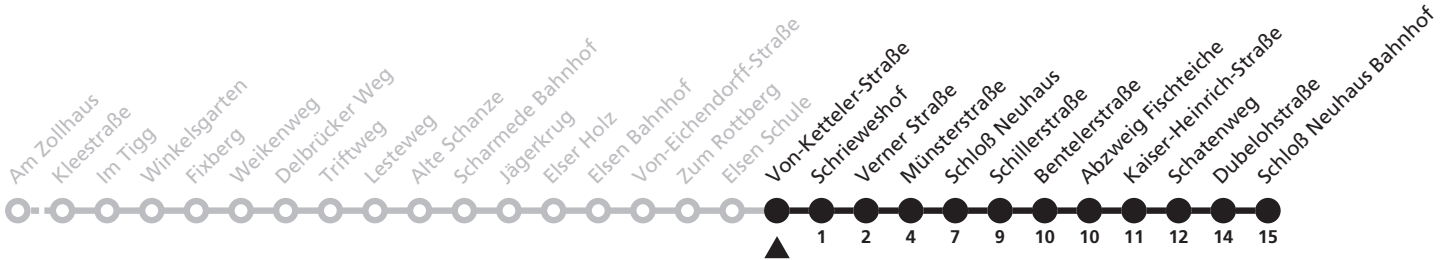 Am Zollhaus
Kleestraße
Im Tigg
Winkelsgarten
Fixberg
Weikenweg
Delbrücker Weg
Triftweg
Lesteweg
Alte Schanze
Scharmede Bahnhof
Jägerkrug
Elser Holz
Elsen Bahnhof
Von-Eichendorff-Straße
Zum Rottberg
Elsen Schule
Von-Ketteler-Straße
Schrieweshof
Verner Straße
Münsterstraße
Schloß Neuhaus
Schillerstraße
Bentelerstraße
Abzweig Fischteiche
Kaiser-Heinrich-Straße
Schatenweg
Dubelohstraße
Schloß Neuhaus Bahnhof
1 2 4 7 9 10 10 11 12 14 15